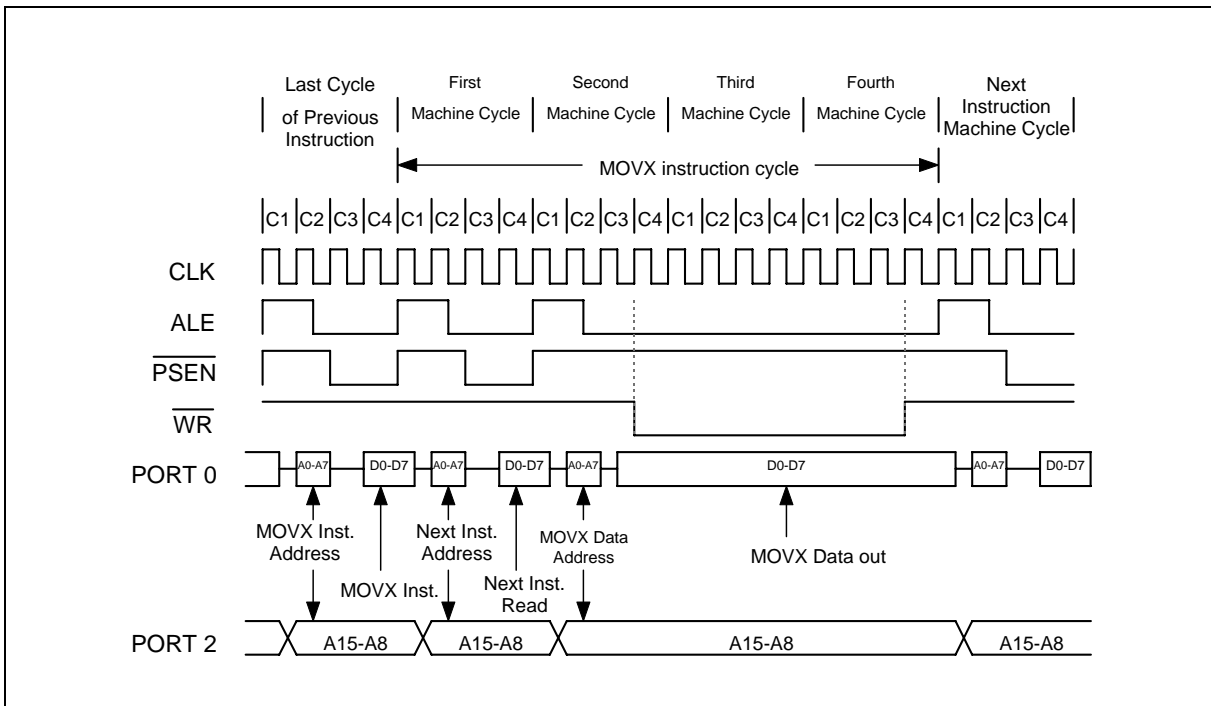 Last Cycle
of Previous
Instruction
First
Machine Cycle
Second
Machine Cycle
Third
Machine Cycle
Fourth
Machine Cycle
Next
Instruction
Machine Cycle
MOVX instruction cycle
C1 C2 C3 C4 C1 C2 C3 C4 C1 C2 C3 C4 C1 C2 C3 C4 C1 C2 C3 C4 C1 C2 C3 C4
CLK
ALE
PSEN
WR
PORT 0
A0-A7 D0-D7 A0-A7 D0-D7 A0-A7 D0-D7 A0-A7 D0-D7
MOVX Inst.
Address
MOVX Inst.
Next Inst.
Address
Next Inst.
Read
MOVX Data
Address
MOVX Data out
PORT 2
A15-A8 A15-A8 A15-A8 A15-A8